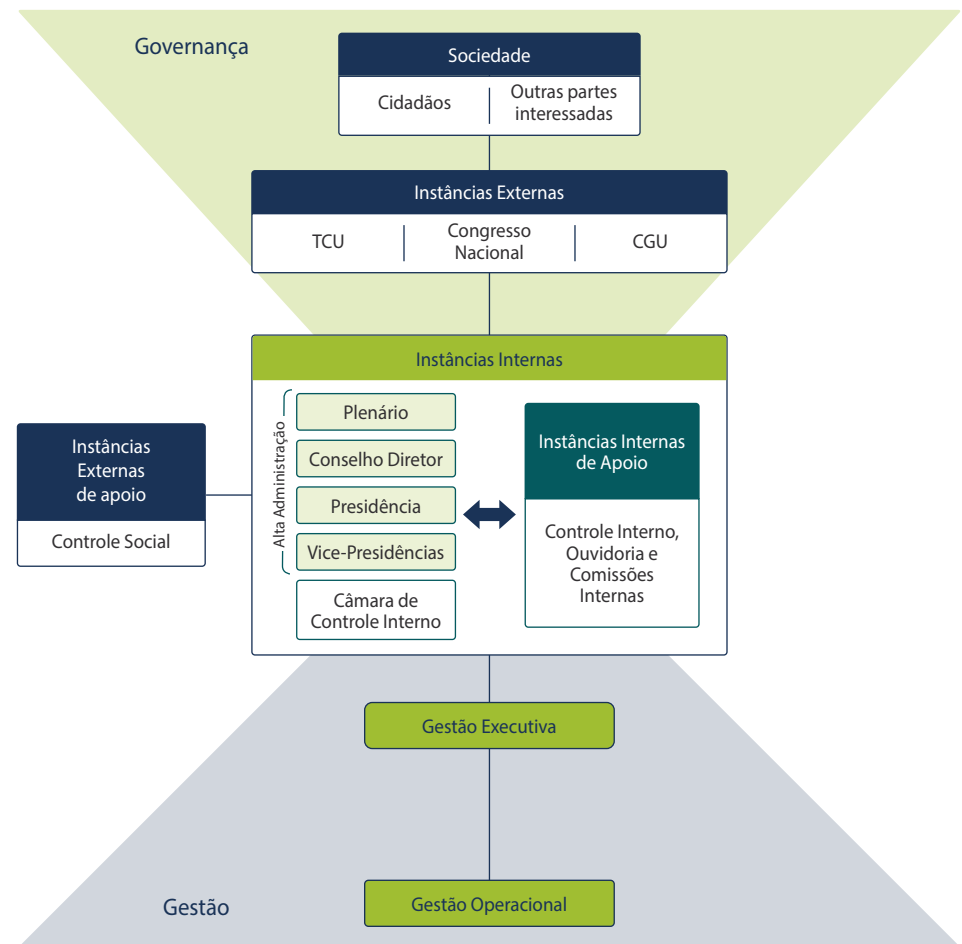 Governança
Sociedade
Cidadãos
Outras partes
interessadas
Instâncias Externas
TCU
Congresso
Nacional
CGU
Instâncias Internas
Alta Administração
Plenário
Conselho Diretor
Presidência
Vice-Presidências
Câmara de
Controle Interno
Instâncias Internas
de Apoio
Controle Interno,
Ouvidoria e
Comissões
Internas
Instâncias
Externas
de apoio
Controle Social
Gestão Executiva
Gestão
Gestão Operacional